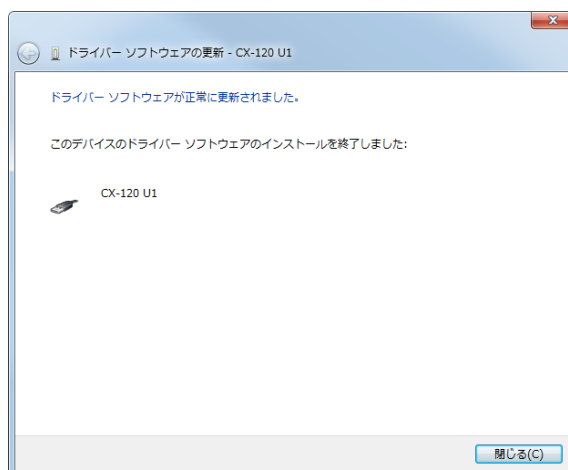 ドライバー ソフトウェアの更新 - CX-120 U1
ドライバー ソフトウェアが正常に更新されました。
このデバイスのドライバー ソフトウェアのインストールを終了しました:
CX-120 U1
閉じる(C)